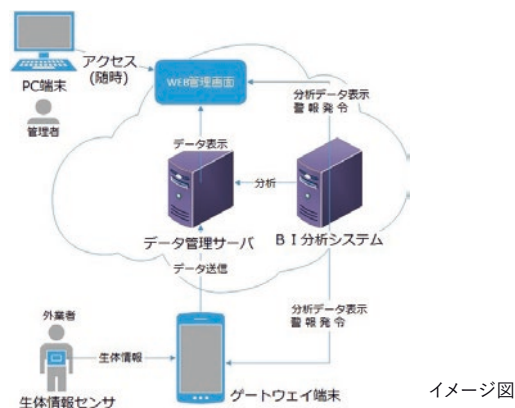 アクセス
(随時)
WEB管理画面
PC端末
管理者
分析データ表示
警報発令
データ表示
分析
データ管理サーバ
BI分析システム
データ送信
分析データ表示
警報発令
外業者
生体情報
生体情報センサ
ゲートウェイ端末
イメージ図